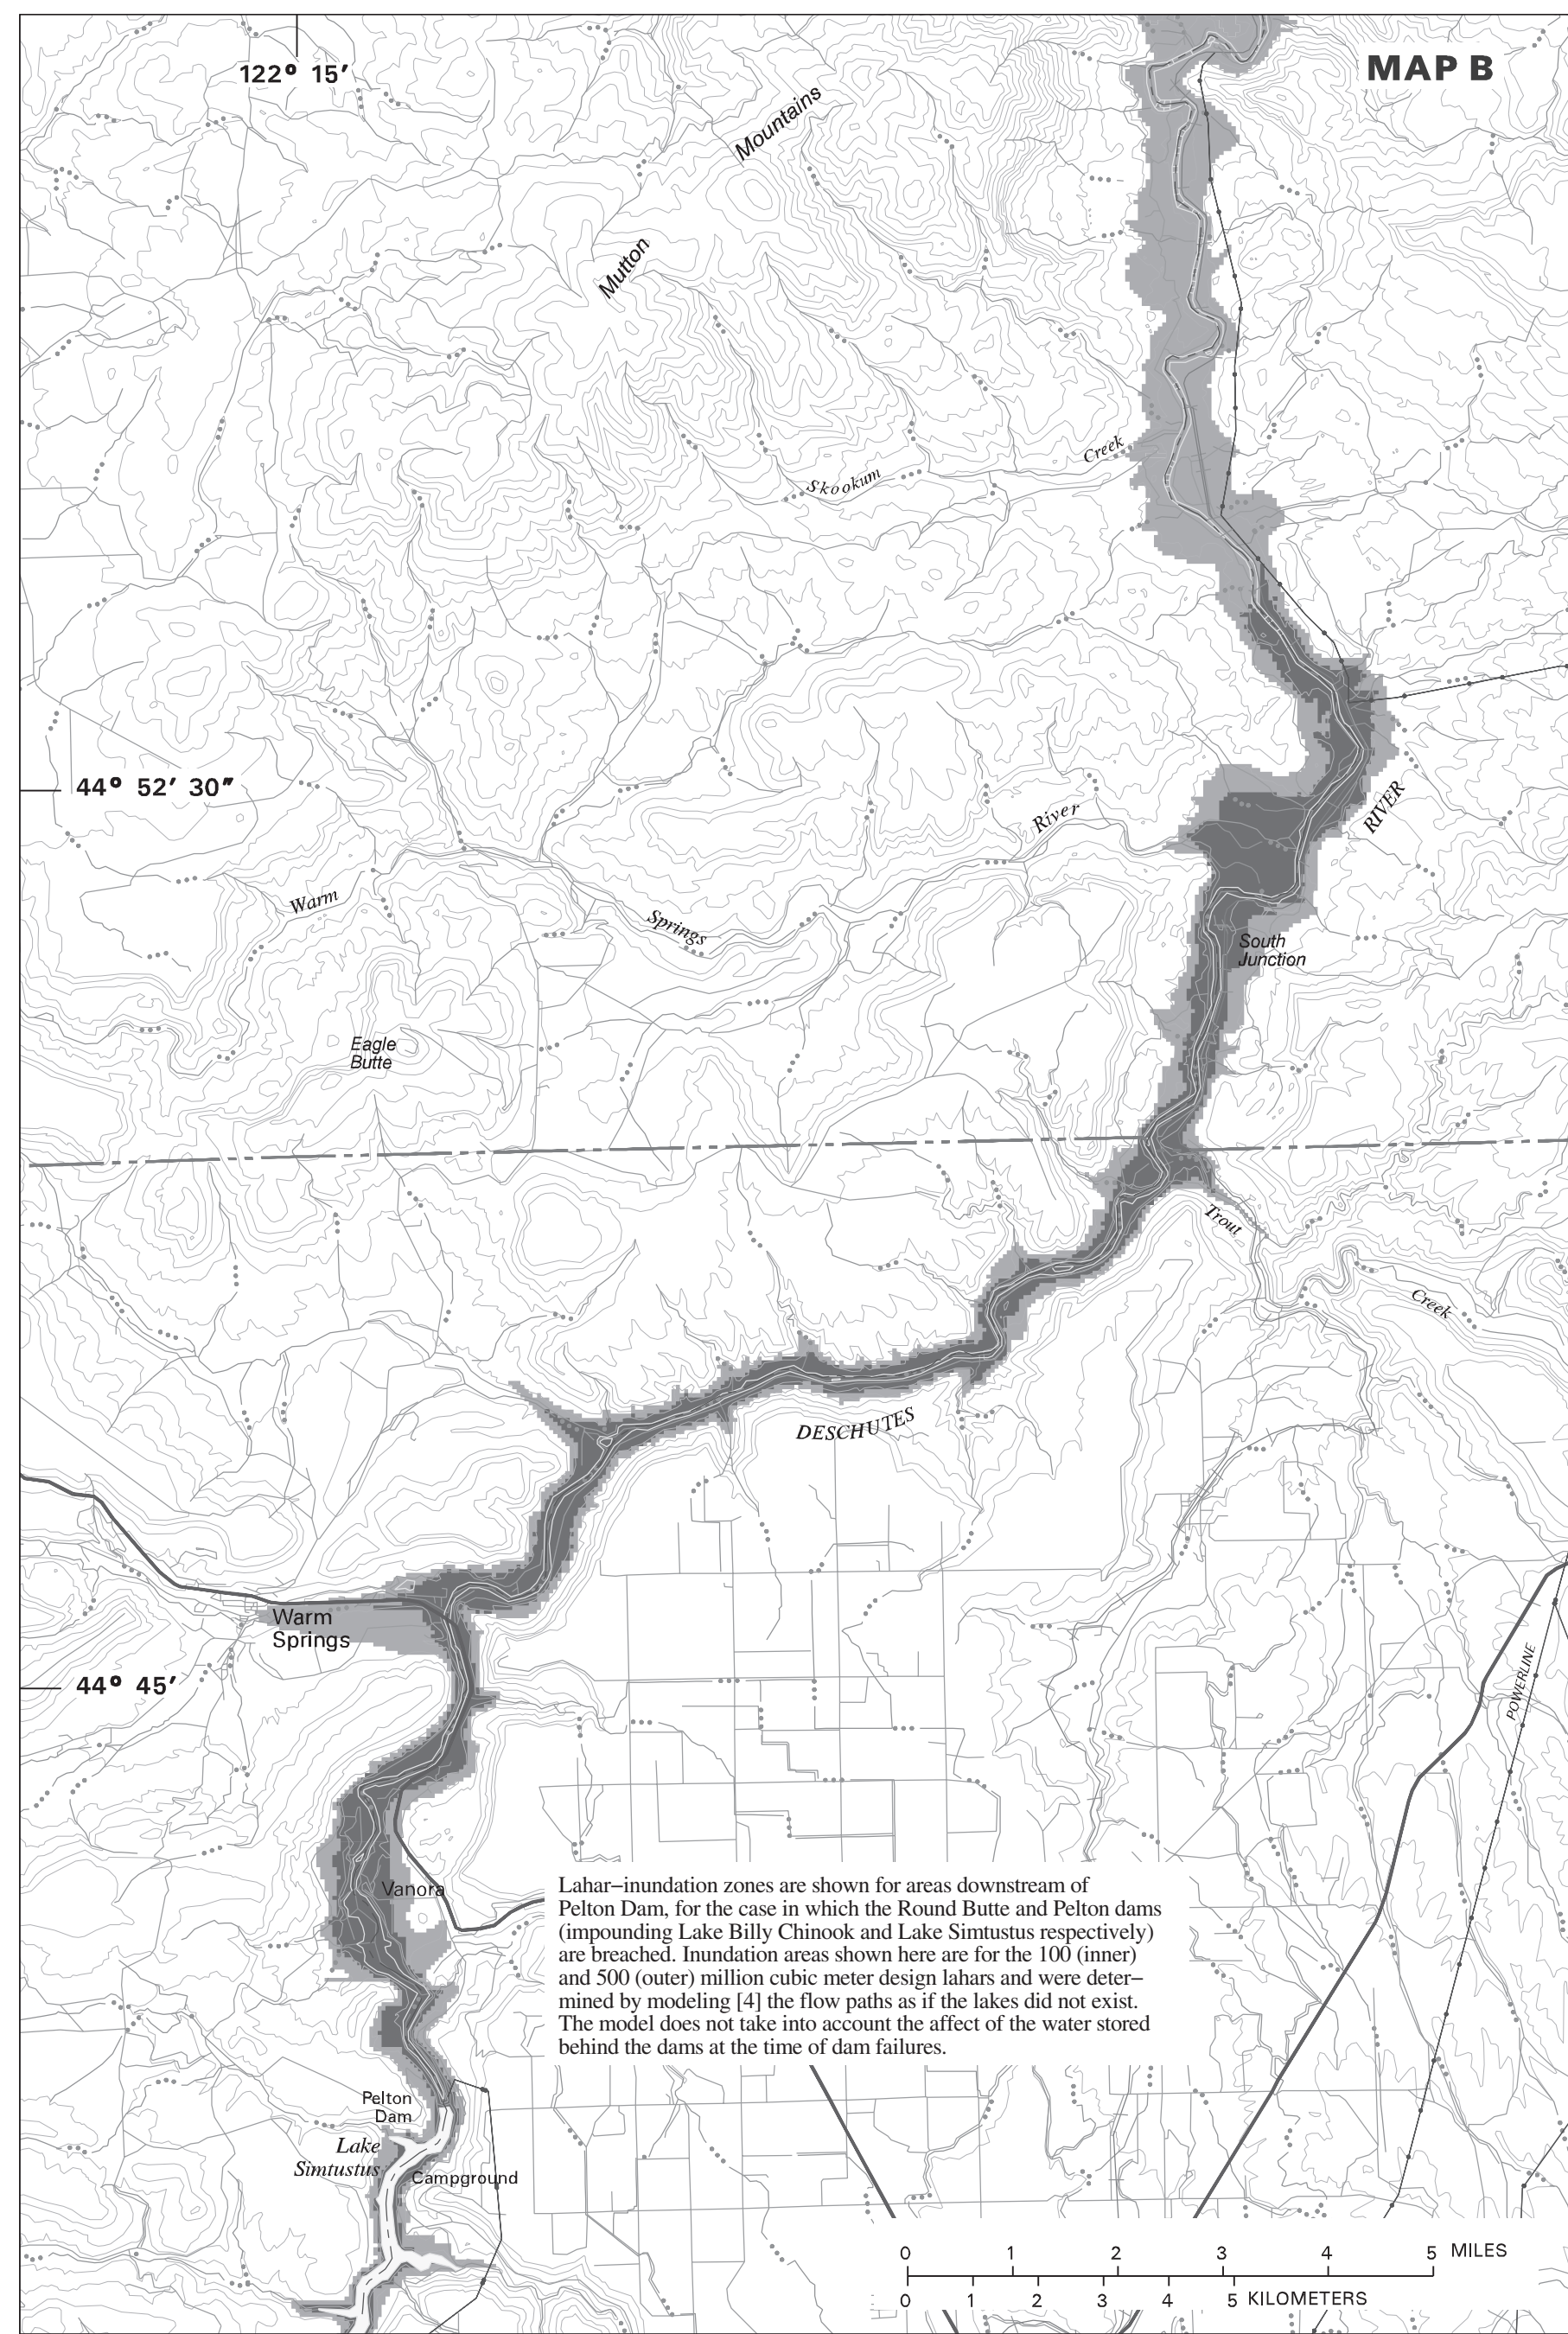 122° 15′
MAP B
Mountains
Mutton
Creek
Skookum
44° 52′ 30″
River
RIVER
Warm
Springs
South
Junction
Eagle
Butte
Trout
Creek
DESCHUTES
Warm
Springs
44° 45′
POWERLINE
Vanora
Lahar–inundation zones are shown for areas downstream of
Pelton Dam, for the case in which the Round Butte and Pelton dams
(impounding Lake Billy Chinook and Lake Simtustus respectively)
are breached. Inundation areas shown here are for the 100 (inner)
and 500 (outer) million cubic meter design lahars and were deter–
mined by modeling [4] the flow paths as if the lakes did not exist.
The model does not take into account the affect of the water stored
behind the dams at the time of dam failures.
Pelton
Dam
Lake
Simtustus
Campground
0 1 2 3 4 5 MILES
0 1 2 3 4 5 KILOMETERS